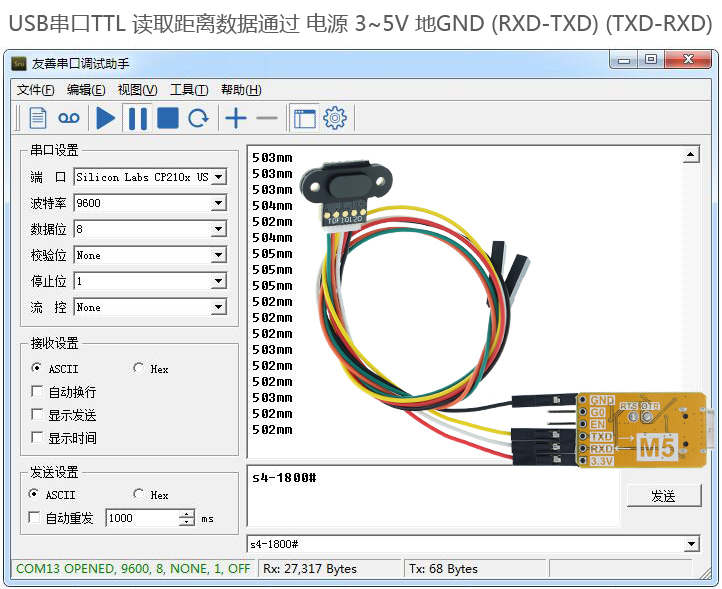 USB串口TTL 读取距离数据通过 电源 3~5V 地GND (RXD-TXD) (TXD-RXD)
友善串口调试助手
文件(F) 编辑(E) 视图(V) 工具(T) 帮助(H)
串口设置
端 口 Silicon Labs CP210x US
波特率 9600
数据位 8
校验位 None
停止位 1
流 控 None
接收设置
ASCII Hex
自动换行
显示发送
显示时间
发送设置
ASCII Hex
自动重发 1000 ms
503mm
503mm
503mm
504mm
502mm
504mm
505mm
505mm
505mm
502mm
502mm
502mm
503mm
502mm
502mm
503mm
502mm
502mm
TOF1012D
GND
G0
EN
TXD
RXD
3.3V
RTS DTR
M5
s4-1800#
发送
s4-1800#
COM13 OPENED, 9600, 8, NONE, 1, OFF Rx: 27,317 Bytes Tx: 68 Bytes